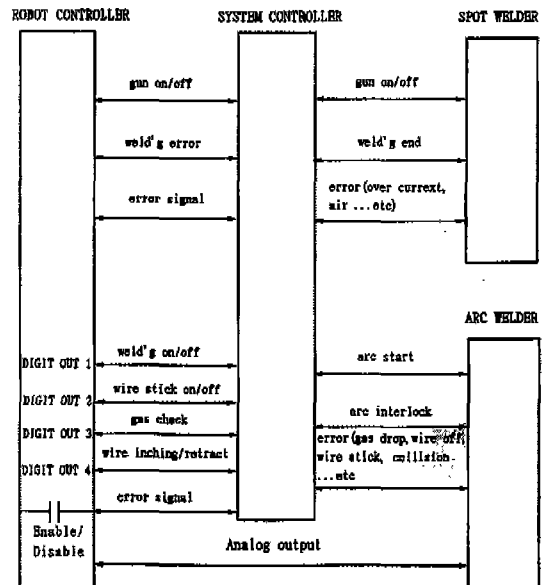 ROBOT CONTROLLER SYSTEM CONTROLLER SPOT WELDER
gun on/off gun on/off
weld'g error weld'g end
error signal error(over currext,
air ...etc)
ARC WELDER
DIGIT OUT 1 weld'g on/off arc start
DIGIT OUT 2 wire stick on/off
DIGIT OUT 3 gas check arc interlock
error(gas drop, wire off,
DIGIT OUT 4 wire inching/retract wire stick, collision
...etc
error signal
Enable/
Disable Analog output